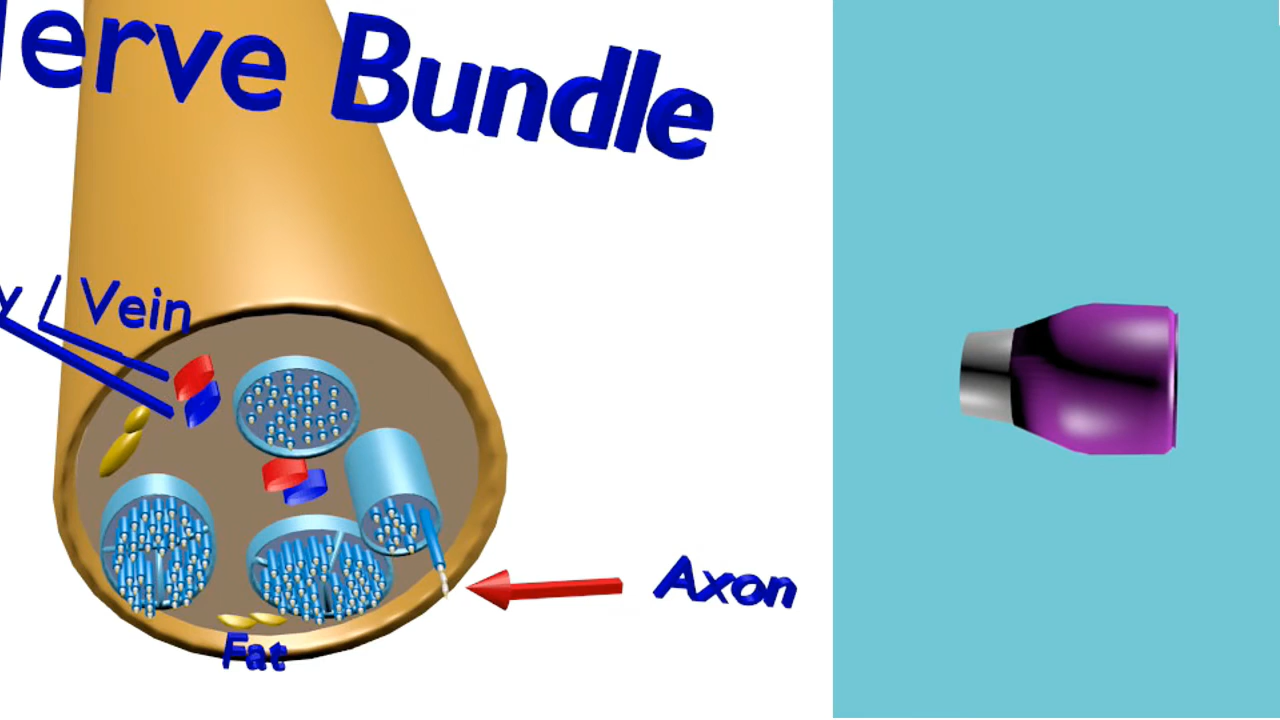 erve Bundle
y / Vein
Axon
Fat